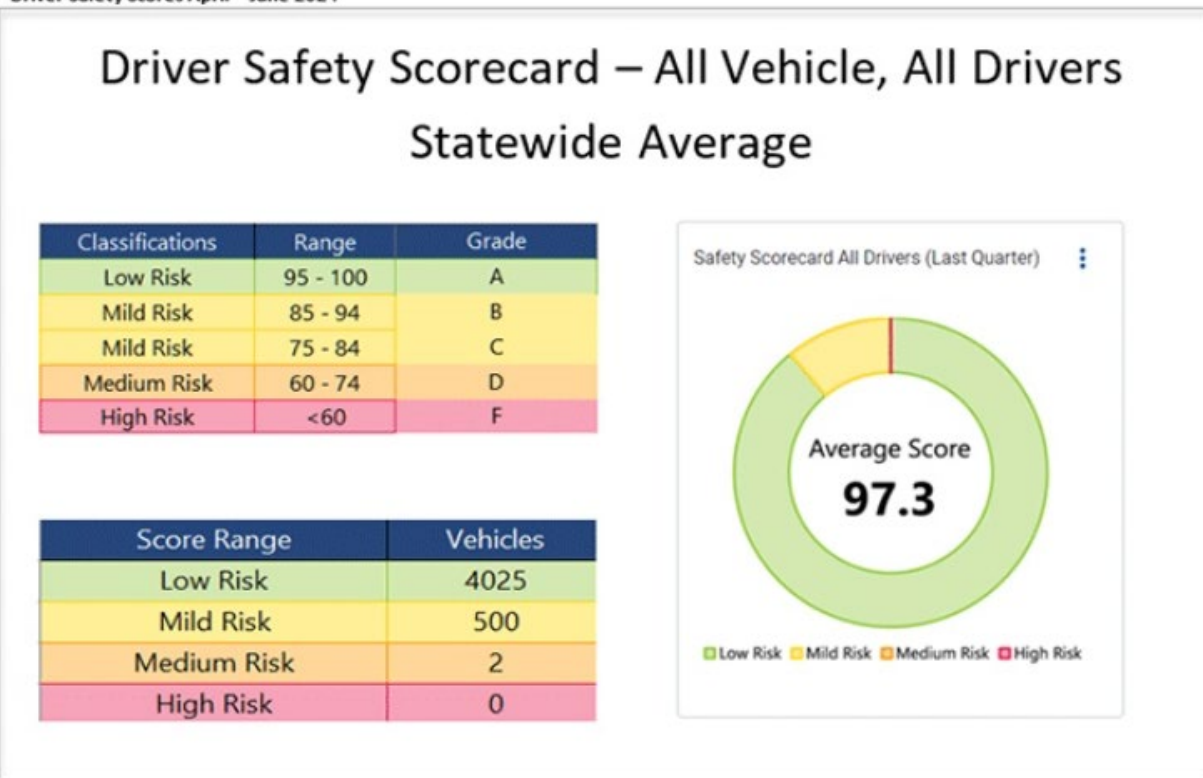 Driver Safety Scorecard – All Vehicle, All Drivers
Statewide Average
Classifications Range Grade
Low Risk 95 - 100 A
Mild Risk 85 - 94 B
Mild Risk 75 - 84 C
Medium Risk 60 - 74 D
High Risk <60 F
Score Range Vehicles
Low Risk 4025
Mild Risk 500
Medium Risk 2
High Risk 0
Safety Scorecard All Drivers (Last Quarter)
Average Score
97.3
Low Risk Mild Risk Medium Risk High Risk